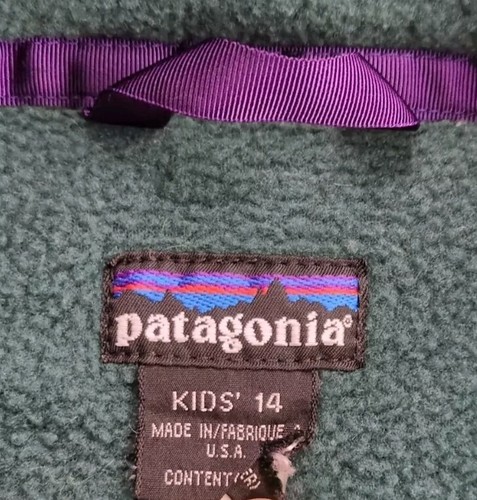 patagonia®
KIDS' 14
MADE IN/FABRIQUE
U.S.A.
CONTENT/